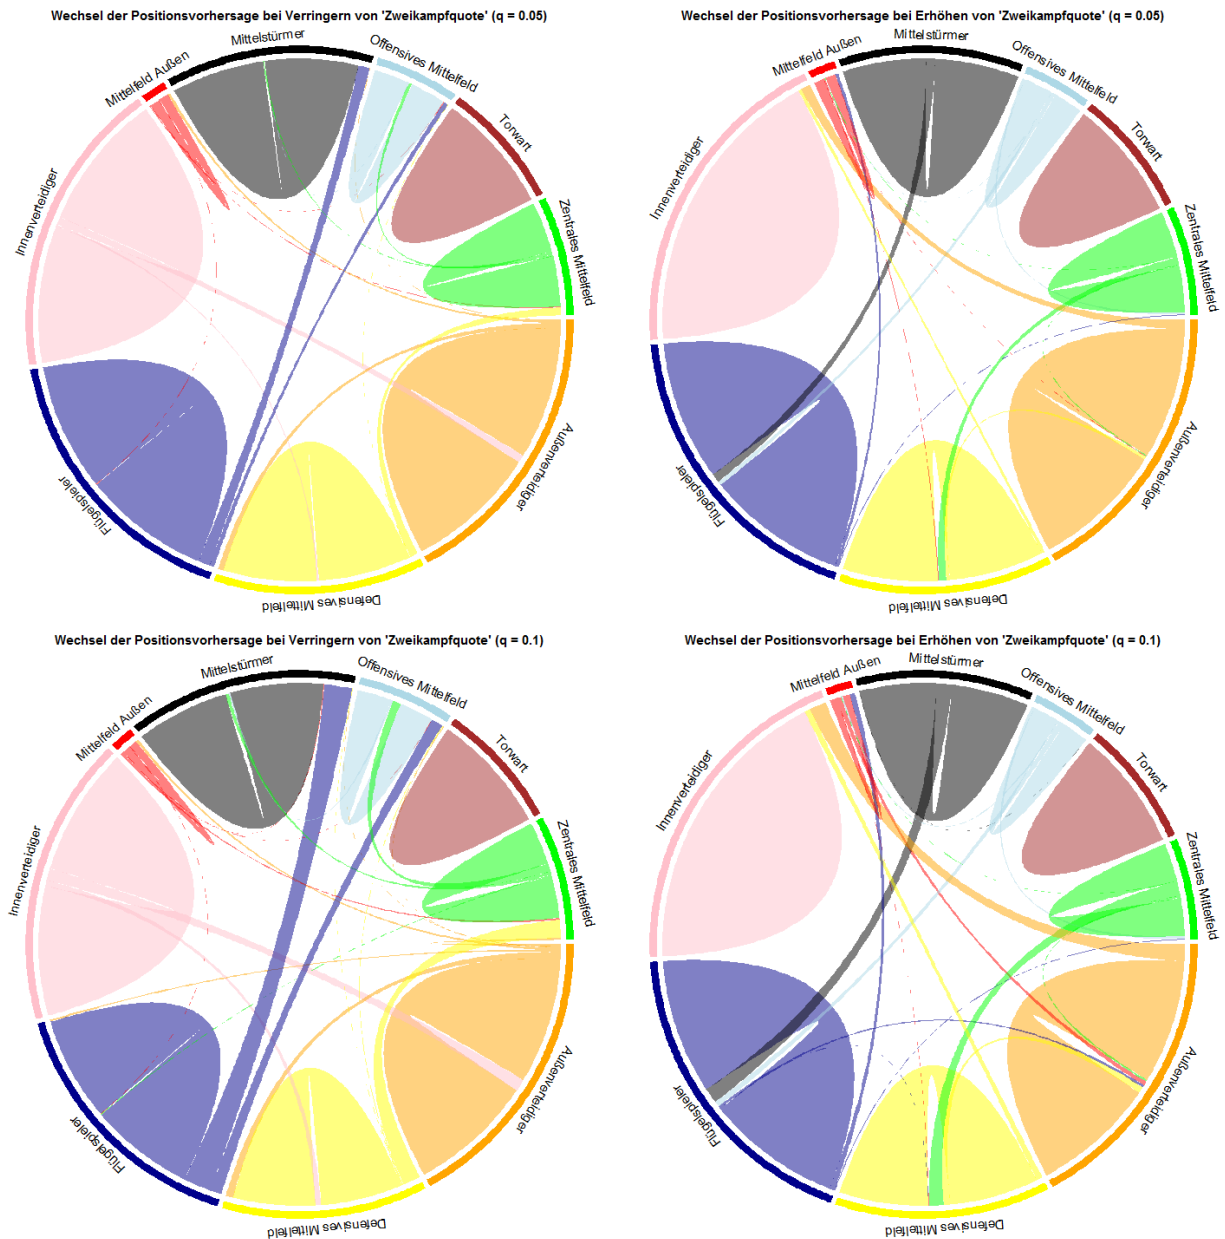 Wechsel der Positionsvorhersage bei Verringern von 'Zweikampfquote' (q = 0.05)
Mittelfeld Außen
Mittelstürmer
Offensives Mittelfeld
Torwart
Zentrales Mittelfeld
Außenverteidiger
Defensives Mittelfeld
Flügelspieler
Innenverteidiger
Wechsel der Positionsvorhersage bei Erhöhen von 'Zweikampfquote' (q = 0.05)
Mittelfeld Außen
Mittelstürmer
Offensives Mittelfeld
Torwart
Zentrales Mittelfeld
Außenverteidiger
Defensives Mittelfeld
Flügelspieler
Innenverteidiger
Wechsel der Positionsvorhersage bei Verringern von 'Zweikampfquote' (q = 0.1)
Mittelfeld Außen
Mittelstürmer
Offensives Mittelfeld
Torwart
Zentrales Mittelfeld
Außenverteidiger
Defensives Mittelfeld
Flügelspieler
Innenverteidiger
Wechsel der Positionsvorhersage bei Erhöhen von 'Zweikampfquote' (q = 0.1)
Mittelfeld Außen
Mittelstürmer
Offensives Mittelfeld
Torwart
Zentrales Mittelfeld
Außenverteidiger
Defensives Mittelfeld
Flügelspieler
Innenverteidiger